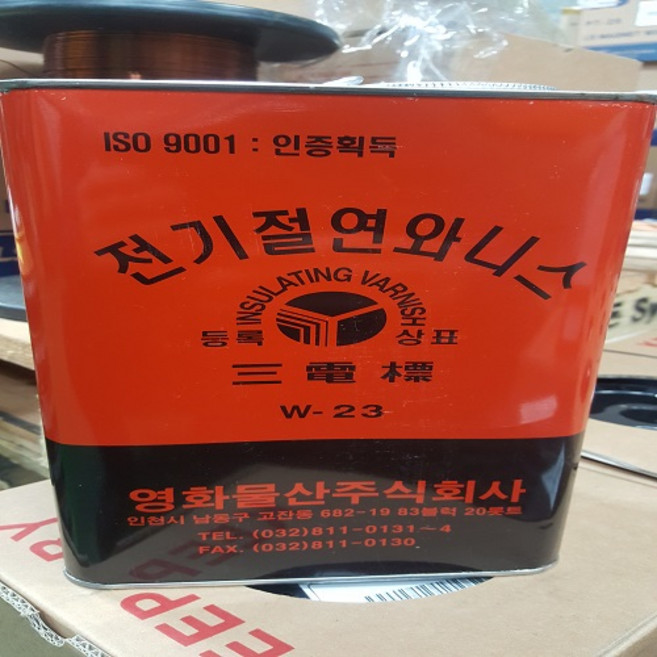 ISO 9001 : 인증획득
전기절연와니스
INSULATING VARNISH
등록 상표
三電標
W-23
영화물산주식회사
인천시 남동구 고잔동 682-19 83블럭 20롯트
TEL. (032)811-0131~4
FAX. (032)811-0130